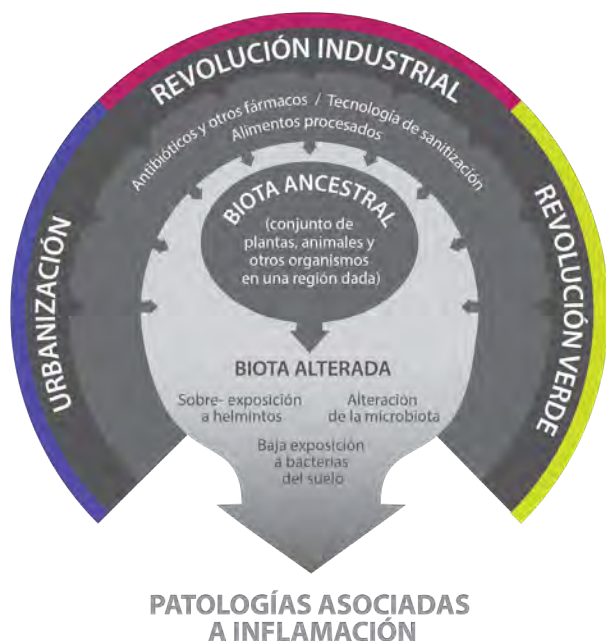 REVOLUCIÓN INDUSTRIAL
URBANIZACIÓN
REVOLUCIÓN VERDE
Antibióticos y otros fármacos / Tecnología de sanitización
Alimentos procesados
BIOTA ANCESTRAL
(conjunto de
plantas, animales y
otros organismos
en una región dada)
BIOTA ALTERADA
Sobre- exposición
a helmintos
Alteración
de la microbiota
Baja exposición
a bacterias
del suelo
PATOLOGÍAS ASOCIADAS
A INFLAMACIÓN